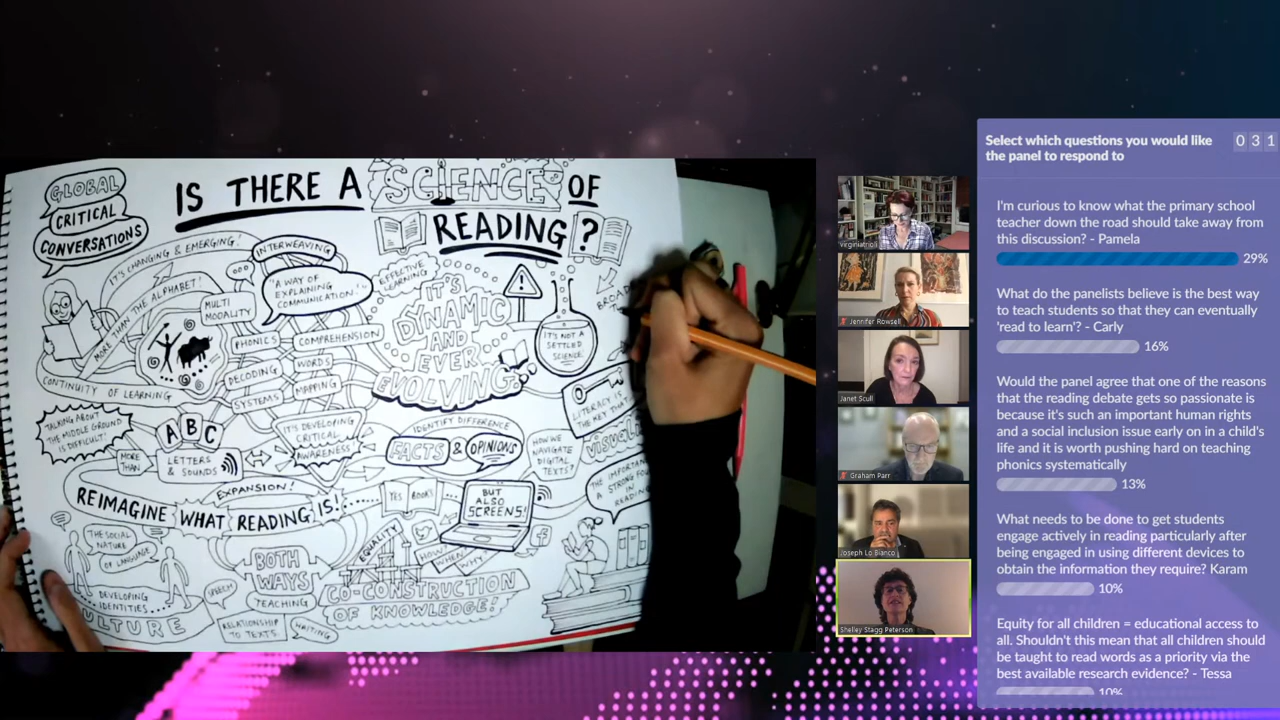 GLOBAL
CRITICAL
CONVERSATIONS
IS THERE A SCIENCE OF
READING?
IT'S CHANGING & EMERGING!
MORE THAN THE ALPHABET!
INTERWEAVING
"A WAY OF
EXPLAINING
COMMUNICATION!"
MULTI
MODALITY
PHONICS
COMPREHENSION
DECODING
WORDS
SYSTEMS
MAPPING
EFFECTIVE
LEARNING
IT'S
DYNAMIC
AND
EVER
EVOLVING
!
IT'S NOT A
SETTLED
SCIENCE!
BROAD
CONTINUITY OF LEARNING
TALKING ABOUT
THE MIDDLE GROUND
IS DIFFICULT!
A B C
MORE
THAN
LETTERS
& SOUNDS
IT'S DEVELOPING
CRITICAL
AWARENESS
IDENTIFY DIFFERENCE
FACTS & OPINIONS
HOW WE
NAVIGATE
DIGITAL
TEXTS?
LITERACY IS
THE KEY THAT
VISUALI
THE IMPORTAN
A STRONG FOU
IN READIN
EXPANSION!
REIMAGINE WHAT READING IS!
YES BOOKS
BUT
ALSO
SCREENS!
THE SOCIAL
NATURE
OF LANGUAGE
DEVELOPING
IDENTITIES
ULTURE
SPEECH
BOTH
WAYS
TEACHING
RELATIONSHIP
TO TEXTS
WRITING
EQUALITY
HOW?
WHEN
WHY?
CO-CONSTRUCTION
OF KNOWLEDGE!
virginiatrioli
Jennifer Rowsell
Janet Scull
Graham Parr
Joseph Lo Bianco
Shelley Stagg Peterson
Select which questions you would like
the panel to respond to
0 3 1
I'm curious to know what the primary school
teacher down the road should take away from
this discussion? - Pamela
29%
What do the panelists believe is the best way
to teach students so that they can eventually
'read to learn'? - Carly
16%
Would the panel agree that one of the reasons
that the reading debate gets so passionate is
because it's such an important human rights
and a social inclusion issue early on in a child's
life and it is worth pushing hard on teaching
phonics systematically
13%
What needs to be done to get students
engage actively in reading particularly after
being engaged in using different devices to
obtain the information they require? Karam
10%
Equity for all children = educational access to
all. Shouldn't this mean that all children should
be taught to read words as a priority via the
best available research evidence? - Tessa
10%